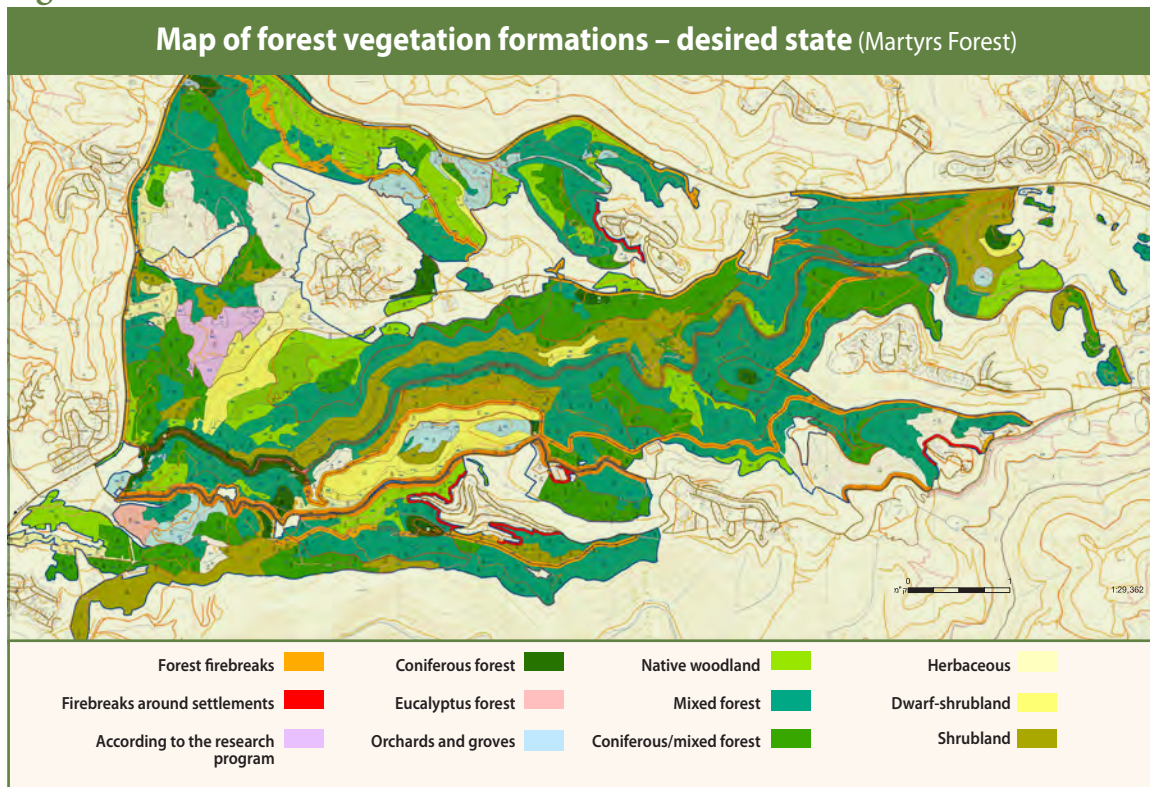 Map of forest vegetation formations – desired state (Martyrs Forest)
0 1
ק"מ
1:29,362
Forest firebreaks
Coniferous forest
Native woodland
Herbaceous
Firebreaks around settlements
Eucalyptus forest
Mixed forest
Dwarf-shrubland
According to the research
program
Orchards and groves
Coniferous/mixed forest
Shrubland